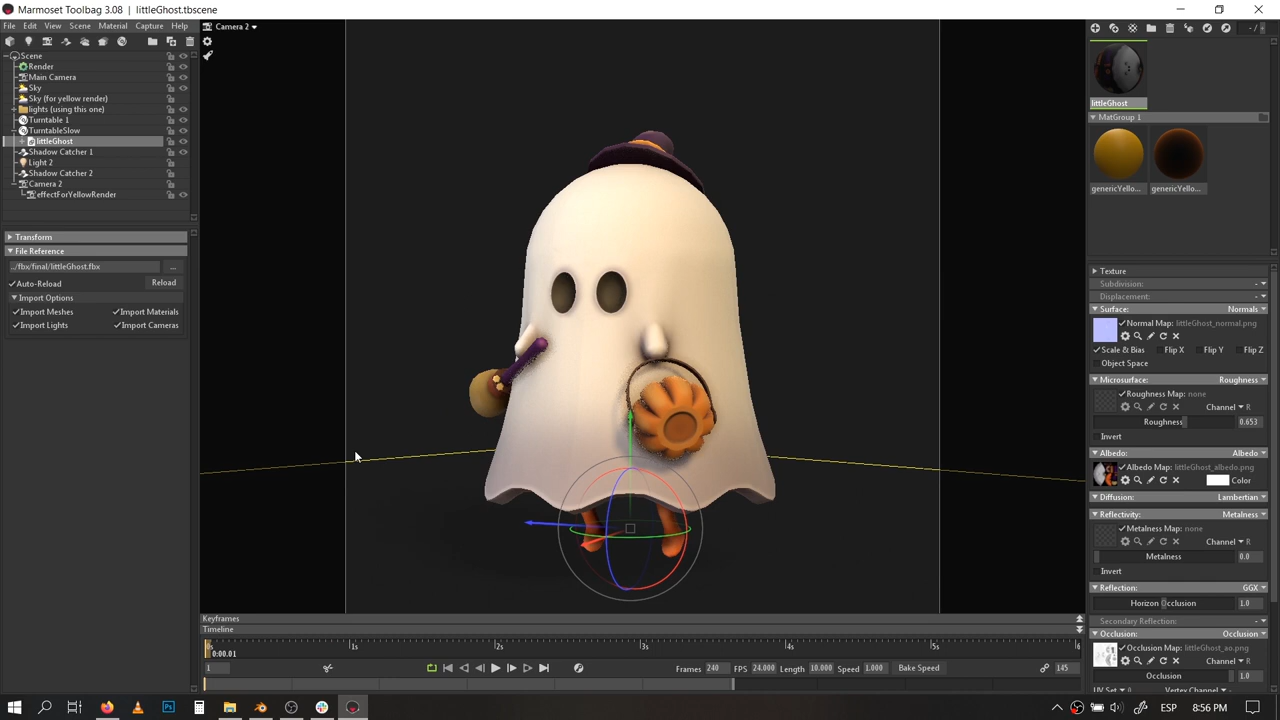 Marmoset Toolbag 3.08 | littleGhost.tbscene
File Edit View Scene Material Capture Help
Camera 2
Scene
Render
Main Camera
Sky
Sky (for yellow render)
lights (using this one)
Turntable 1
TurntableSlow
littleGhost
Shadow Catcher 1
Light 2
Shadow Catcher 2
Camera 2
effectForYellowRender
Transform
File Reference
../fbx/final/littleGhost.fbx ...
Auto-Reload Reload
Import Options
Import Meshes Import Materials
Import Lights Import Cameras
Keyframes
Timeline
0s 1s 2s 3s 4s 5s 6
0:00.01
1 Frames 240 FPS 24.000 Length 10.000 Speed 1.000 Bake Speed 145
- /
littleGhost
MatGroup 1
genericYello... genericYello...
Texture
Subdivision: -
Displacement: -
Surface: Normals
Normal Map: littleGhost_normal.png
Scale & Bias Flip X Flip Y Flip Z
Object Space
Microsurface: Roughness
Roughness Map: none
Channel R
Roughness 0.653
Invert
Albedo: Albedo
Albedo Map: littleGhost_albedo.png
Color
Diffusion: Lambertian
Reflectivity: Metalness
Metalness Map: none
Channel R
Metalness 0.0
Invert
Reflection: GGX
Horizon Occlusion 1.0
Secondary Reflection: -
Occlusion: Occlusion
Occlusion Map: littleGhost_ao.png
Channel R
Occlusion 1.0
UV Set 0 Vertex Channel -
ESP 8:56 PM